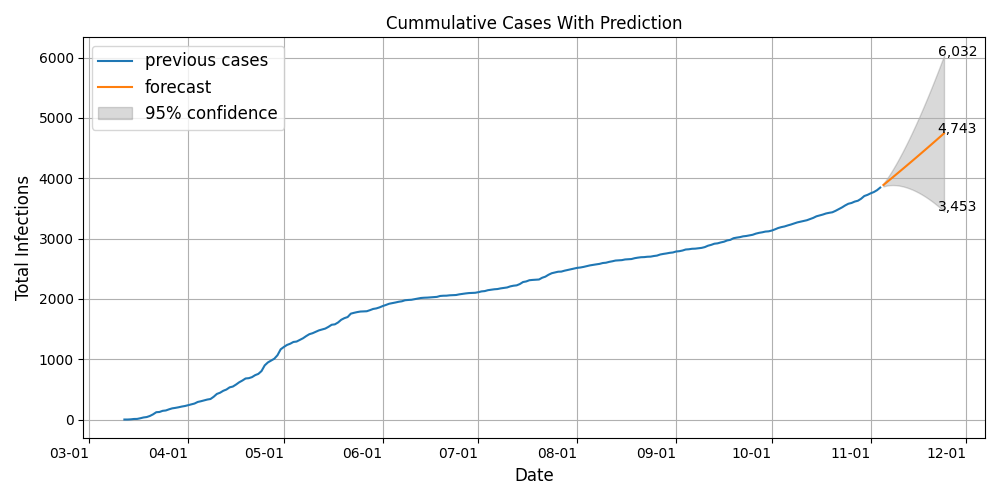 Cummulative Cases With Prediction
previous cases
forecast
95% confidence
6,032
4,743
3,453
6000
5000
4000
3000
2000
1000
0
Total Infections
03-01 04-01 05-01 06-01 07-01 08-01 09-01 10-01 11-01 12-01
Date